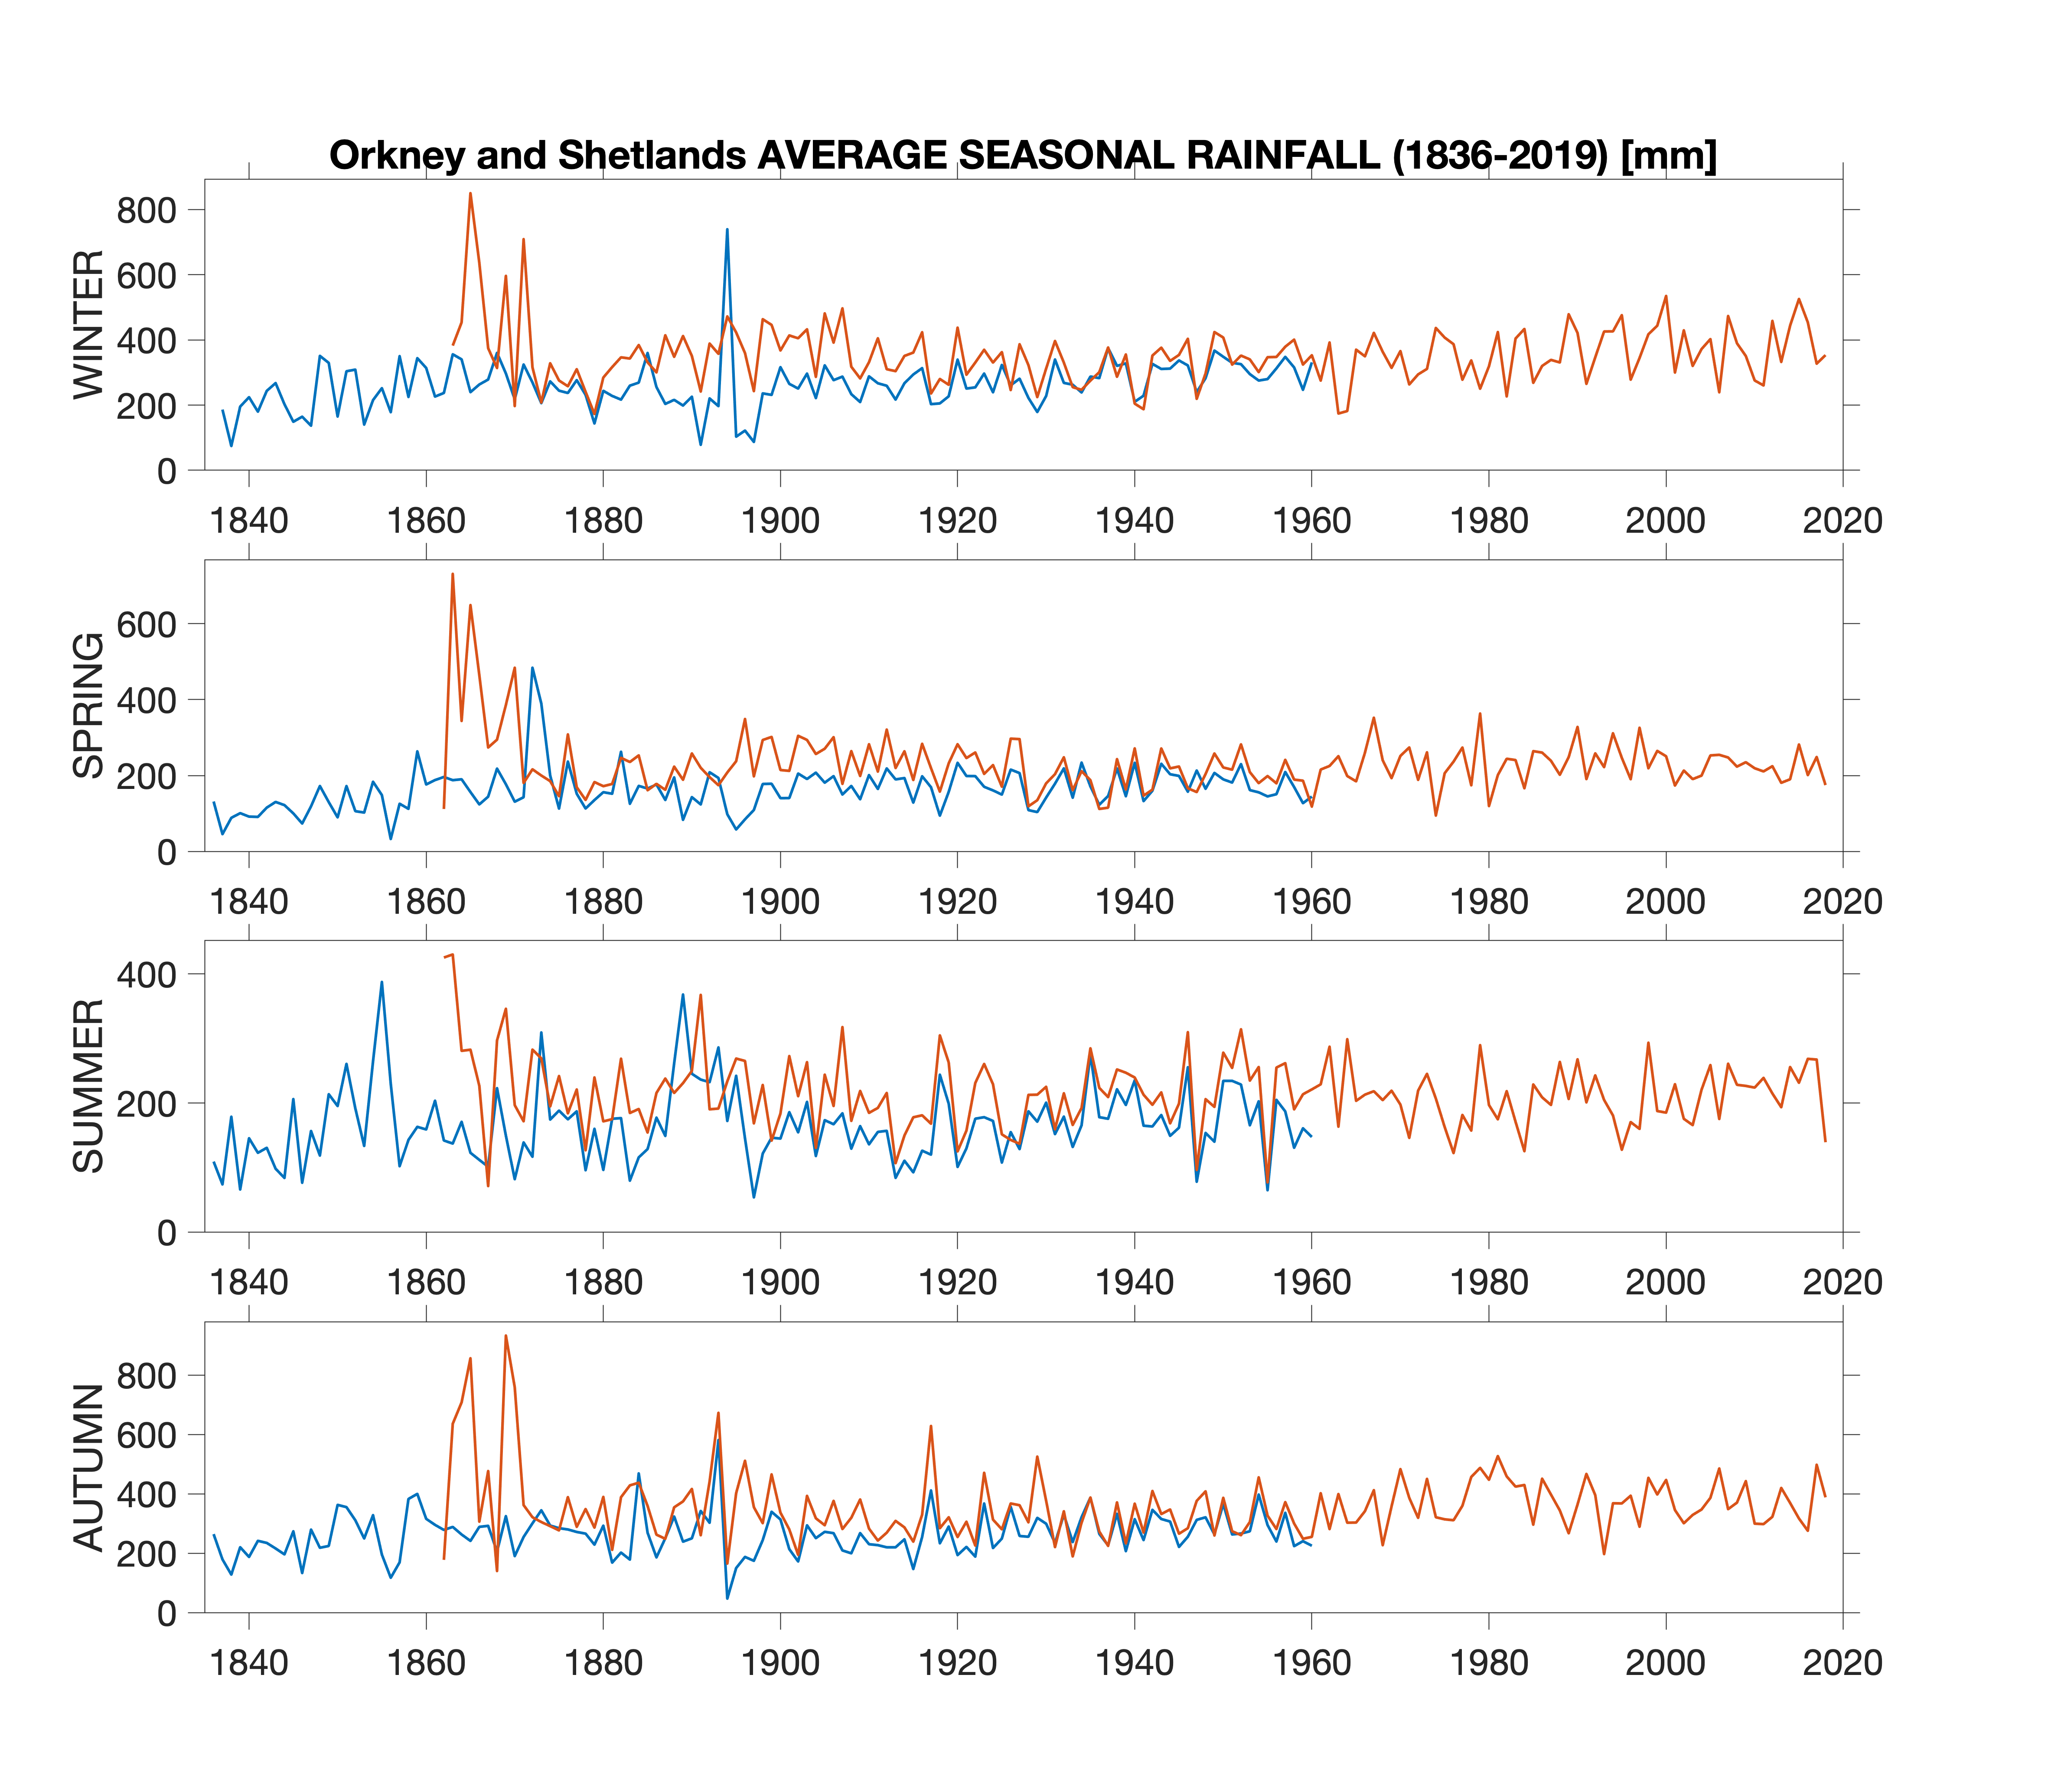 Orkney and Shetlands AVERAGE SEASONAL RAINFALL (1836-2019) [mm]
WINTER
800
600
400
200
0
1840 1860 1880 1900 1920 1940 1960 1980 2000 2020
SPRING
600
400
200
0
1840 1860 1880 1900 1920 1940 1960 1980 2000 2020
SUMMER
400
200
0
1840 1860 1880 1900 1920 1940 1960 1980 2000 2020
AUTUMN
800
600
400
200
0
1840 1860 1880 1900 1920 1940 1960 1980 2000 2020